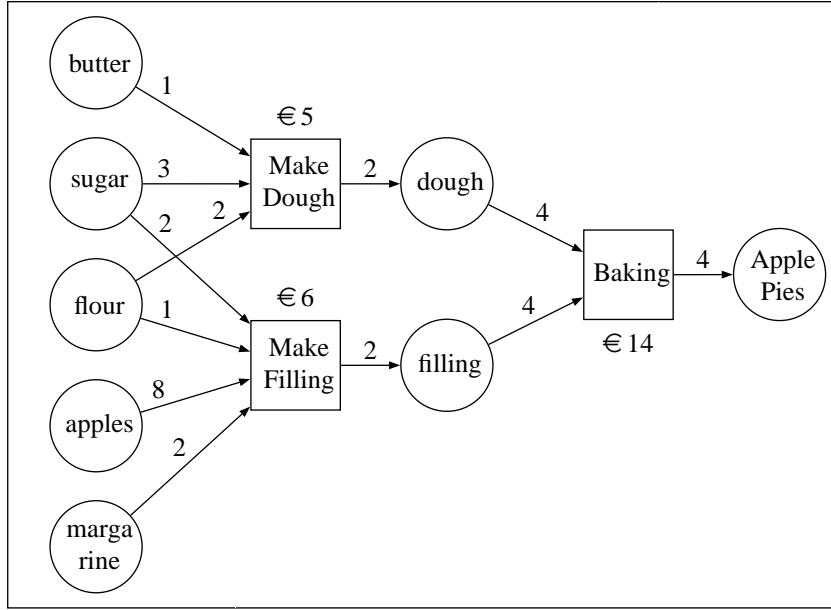 butter
1
€5
sugar
3
Make
Dough
2
dough
2
2
4
flour
1
€6
Baking
4
Apple
Pies
4
€14
Make
Filling
2
filling
apples
8
2
marga
rine